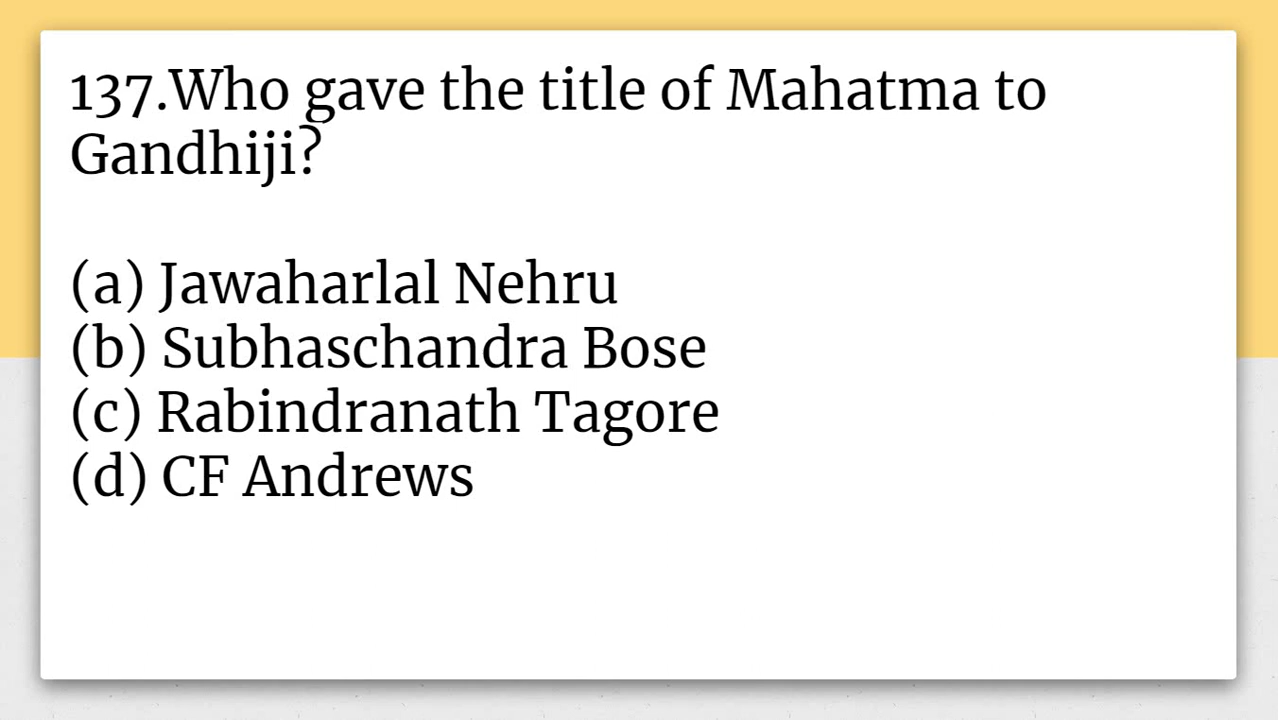 137.Who gave the title of Mahatma to
Gandhiji?
(a) Jawaharlal Nehru
(b) Subhaschandra Bose
(c) Rabindranath Tagore
(d) CF Andrews